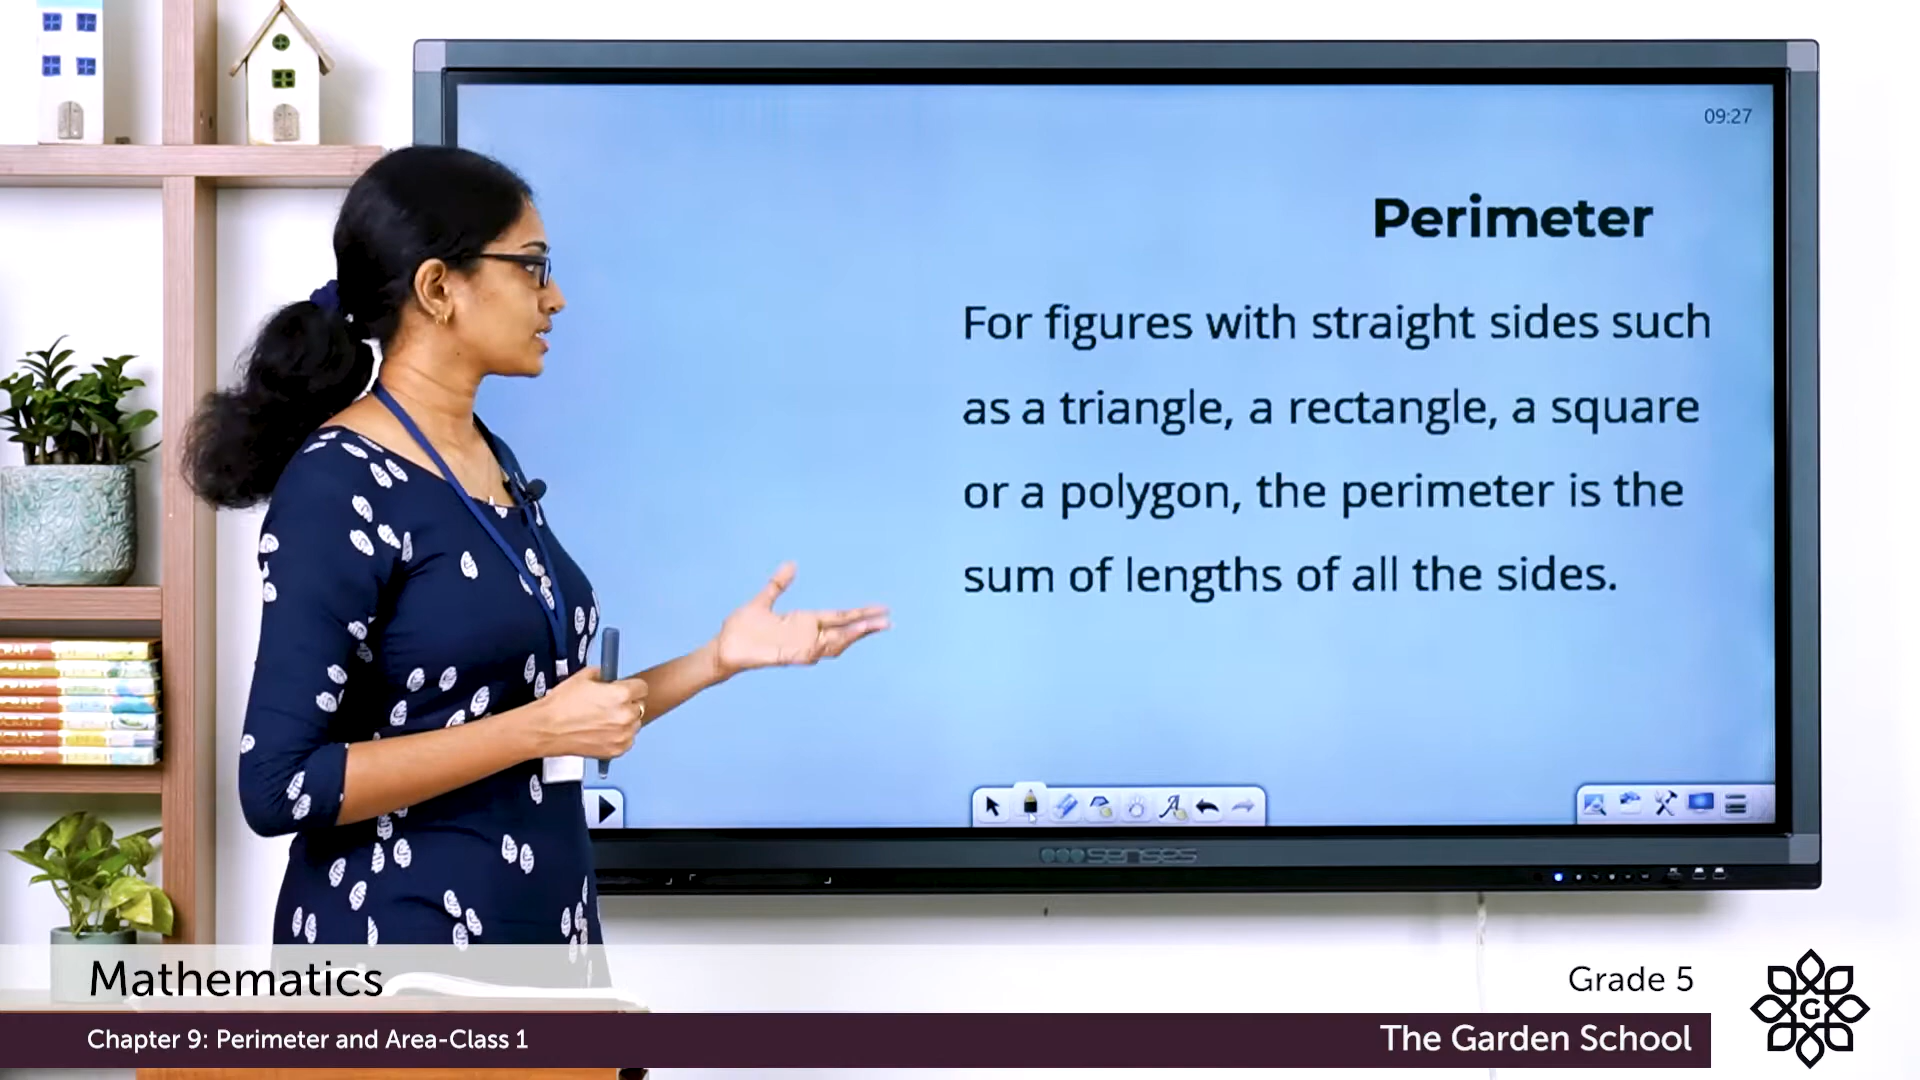 09:27
Perimeter
For figures with straight sides such
as a triangle, a rectangle, a square
or a polygon, the perimeter is the
sum of lengths of all the sides.
senses
Mathematics
Grade 5
Chapter 9: Perimeter and Area-Class 1
The Garden School
G